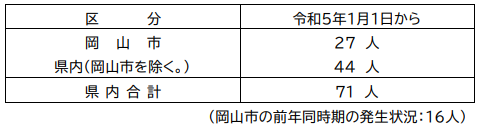 区　　　分　令和5年1月1日から
岡　山　市　27　人
県内（岡山市を除く。）　44　人
県 内 合 計　71　人
（岡山市の前年同時期の発生状況：16人）